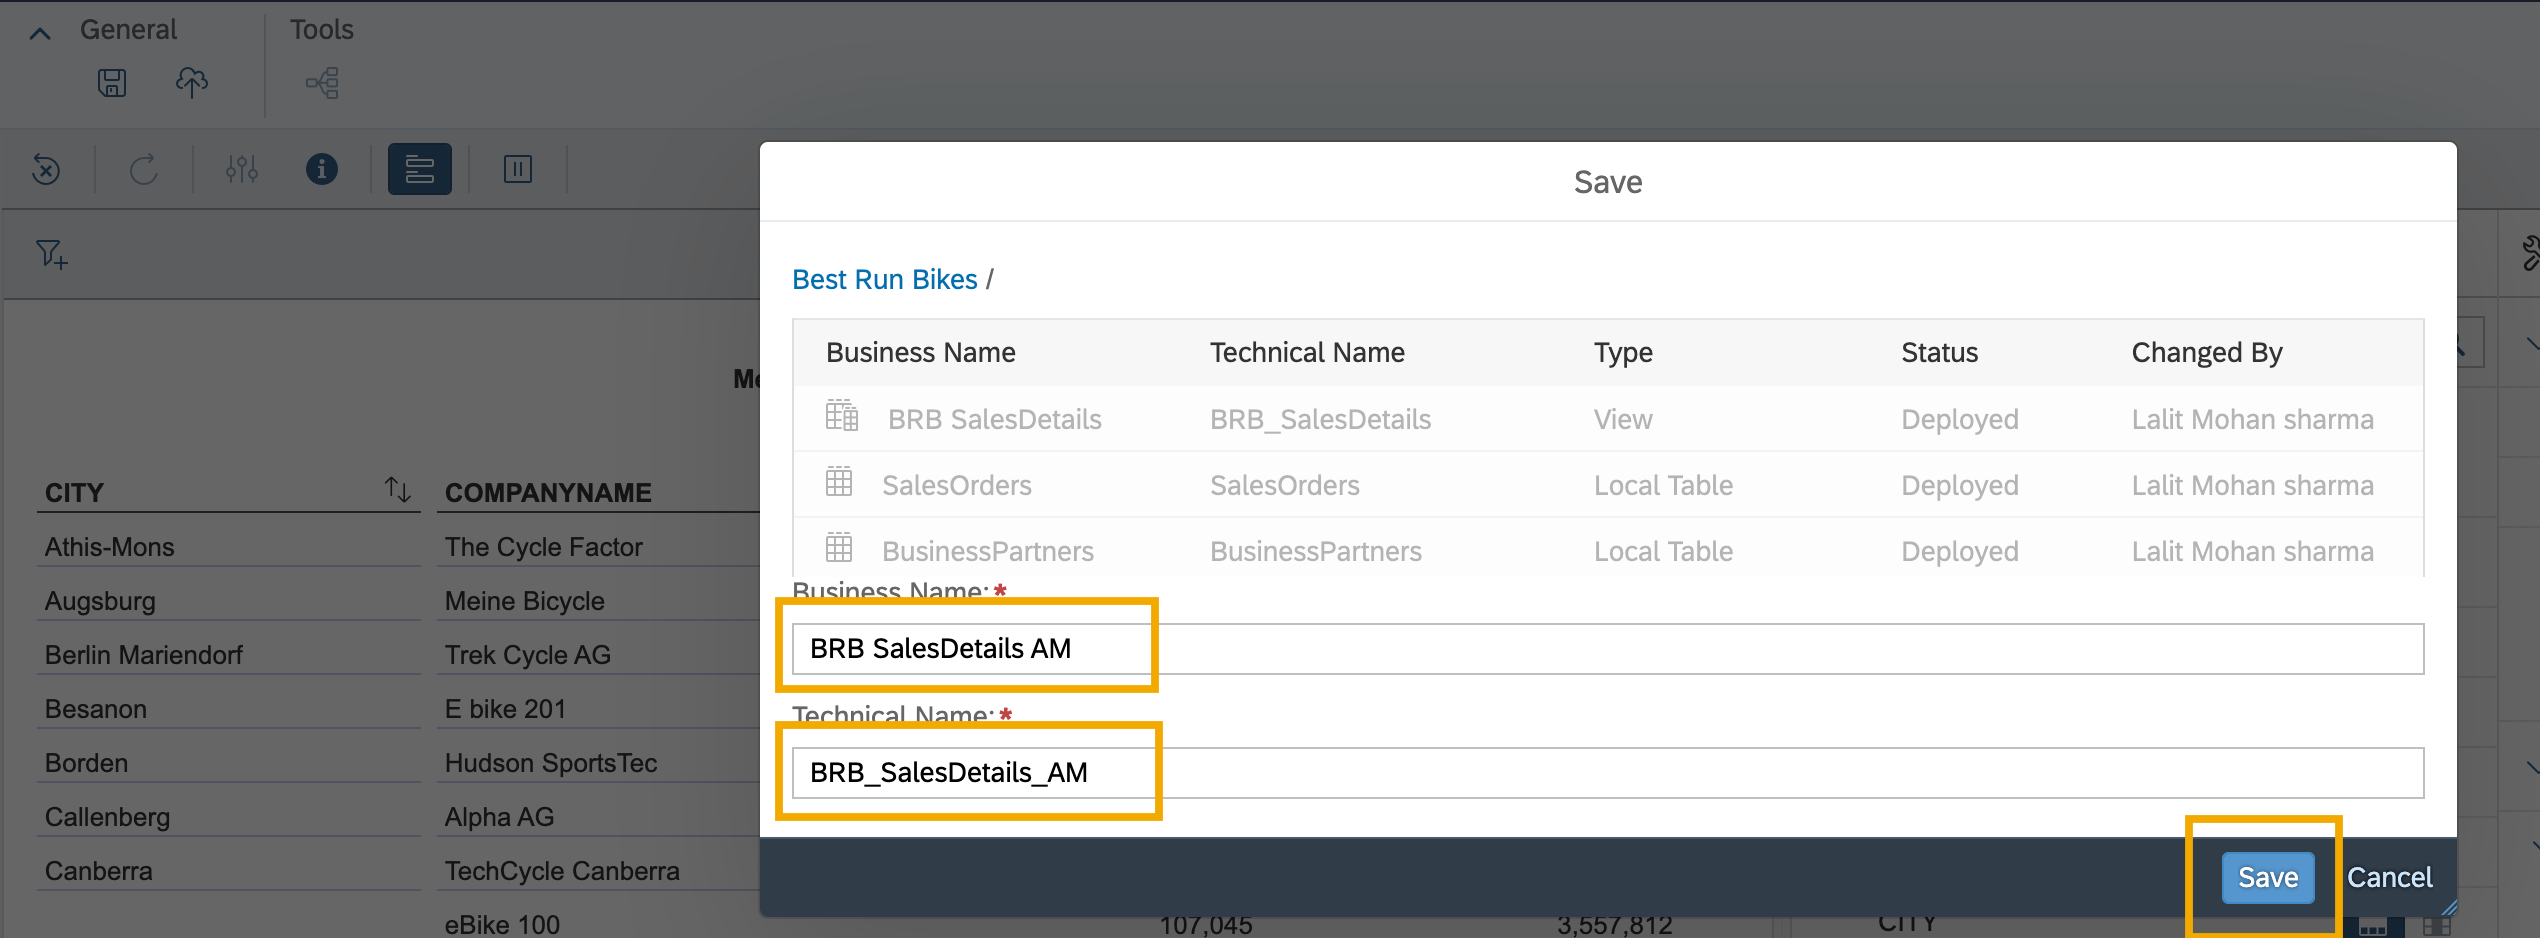 General
Tools
Save
Best Run Bikes /
Business Name Technical Name Type Status Changed By
BRB SalesDetails BRB_SalesDetails View Deployed Lalit Mohan sharma
SalesOrders SalesOrders Local Table Deployed Lalit Mohan sharma
BusinessPartners BusinessPartners Local Table Deployed Lalit Mohan sharma
Business Name:*
BRB SalesDetails AM
Technical Name:*
BRB_SalesDetails_AM
Save Cancel
CITY COMPANYNAME
Athis-Mons The Cycle Factor
Augsburg Meine Bicycle
Berlin Mariendorf Trek Cycle AG
Besanon E bike 201
Borden Hudson SportsTec
Callenberg Alpha AG
Canberra TechCycle Canberra
eBike 100 107,045 3,557,812
CITY